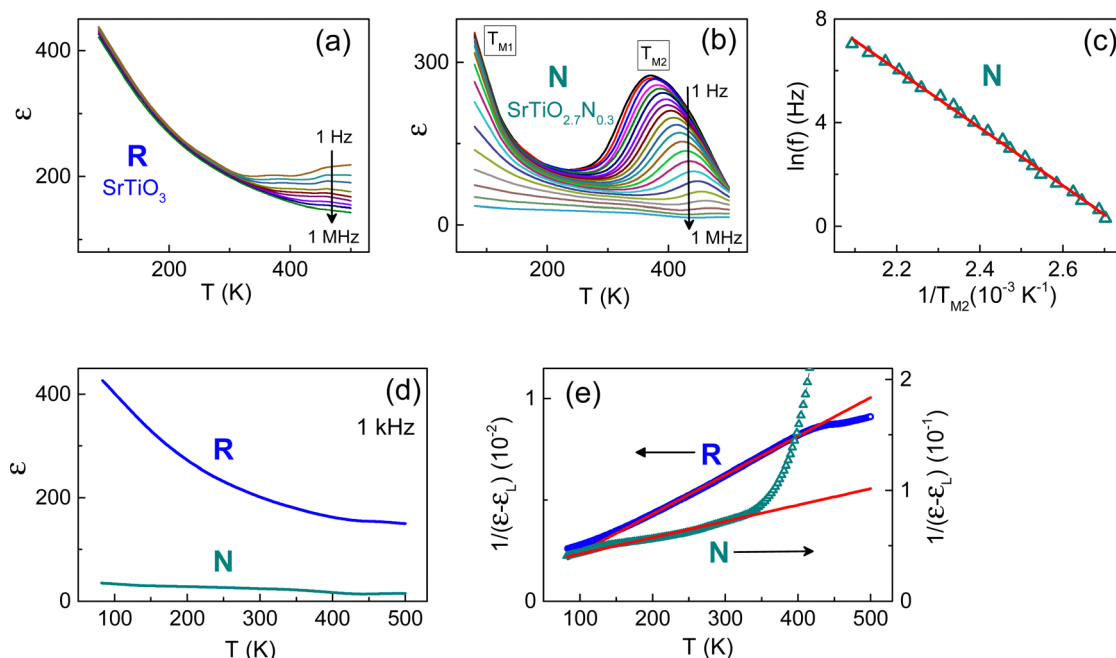 (a)
400
200
ε
R
SrTiO₃
1 Hz
1 MHz
200 400
T (K)
(b)
T_M1
T_M2
N
SrTiO₂.₇N₀.₃
300
0
ε
1 Hz
1 MHz
200 400
T (K)
(c)
N
8
4
0
ln(f) (Hz)
2.2 2.4 2.6
1/T_M2(10⁻³ K⁻¹)
(d)
1 kHz
400
200
0
ε
R
N
100 200 300 400 500
T (K)
(e)
1
0
1/(ε-ε_L) (10⁻²)
R
N
2
1
0
1/(ε-ε_L) (10⁻¹)
100 200 300 400 500
T (K)